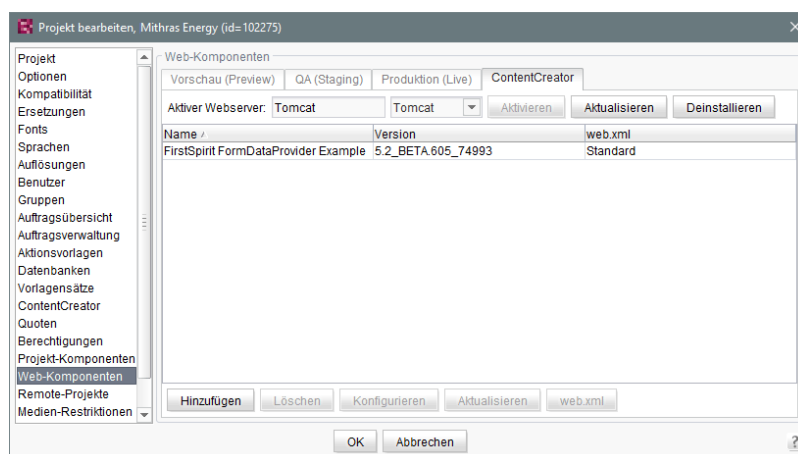 Projekt bearbeiten, Mithras Energy (id=102275)
Projekt
Optionen
Kompatibilität
Ersetzungen
Fonts
Sprachen
Auflösungen
Benutzer
Gruppen
Auftragsübersicht
Auftragsverwaltung
Aktionsvorlagen
Datenbanken
Vorlagensätze
ContentCreator
Quoten
Berechtigungen
Projekt-Komponenten
Web-Komponenten
Remote-Projekte
Medien-Restriktionen
Web-Komponenten
Vorschau (Preview) QA (Staging) Produktion (Live) ContentCreator
Aktiver Webserver: Tomcat Tomcat Aktivieren Aktualisieren Deinstallieren
Name Version web.xml
FirstSpirit FormDataProvider Example 5.2_BETA.605_74993 Standard
Hinzufügen Löschen Konfigurieren Aktualisieren web.xml
OK Abbrechen ?